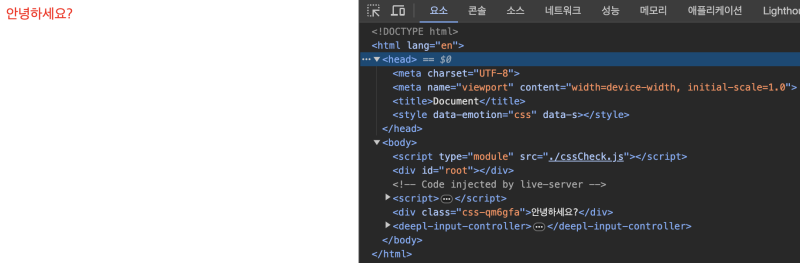 안녕하세요?
요소 콘솔 소스 네트워크 성능 메모리 애플리케이션 Lighthou
<!DOCTYPE html>
<html lang="en">
<head> == $0
<meta charset="UTF-8">
<meta name="viewport" content="width=device-width, initial-scale=1.0">
<title>Document</title>
<style data-emotion="css" data-s></style>
</head>
<body>
<script type="module" src="./cssCheck.js"></script>
<div id="root"></div>
<!-- Code injected by live-server -->
<script>…</script>
<div class="css-qm6gfa">안녕하세요?</div>
<deepl-input-controller>…</deepl-input-controller>
</body>
</html>